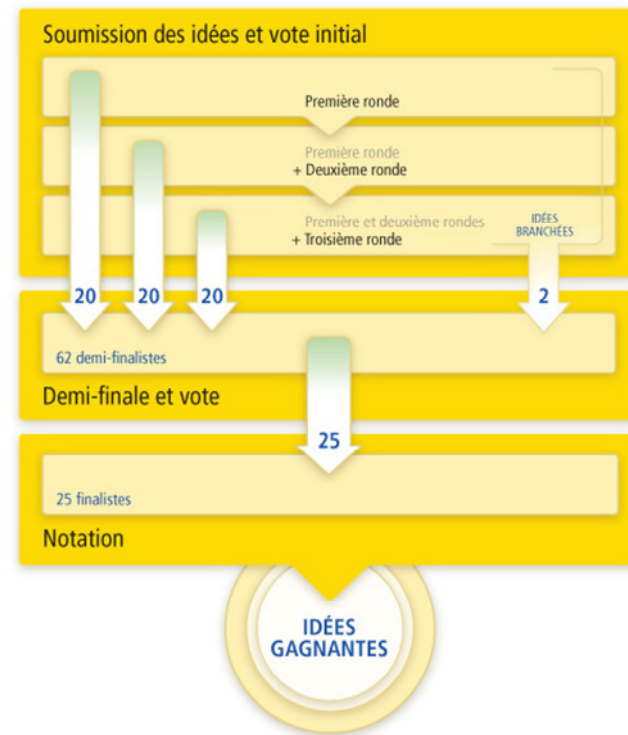 Soumission des idées et vote initial
Première ronde
Première ronde
+ Deuxième ronde
Première et deuxième rondes
+ Troisième ronde
IDÉES
BRANCHÉES
20
20
20
2
62 demi-finalistes
Demi-finale et vote
25
25 finalistes
Notation
IDÉES
GAGNANTES